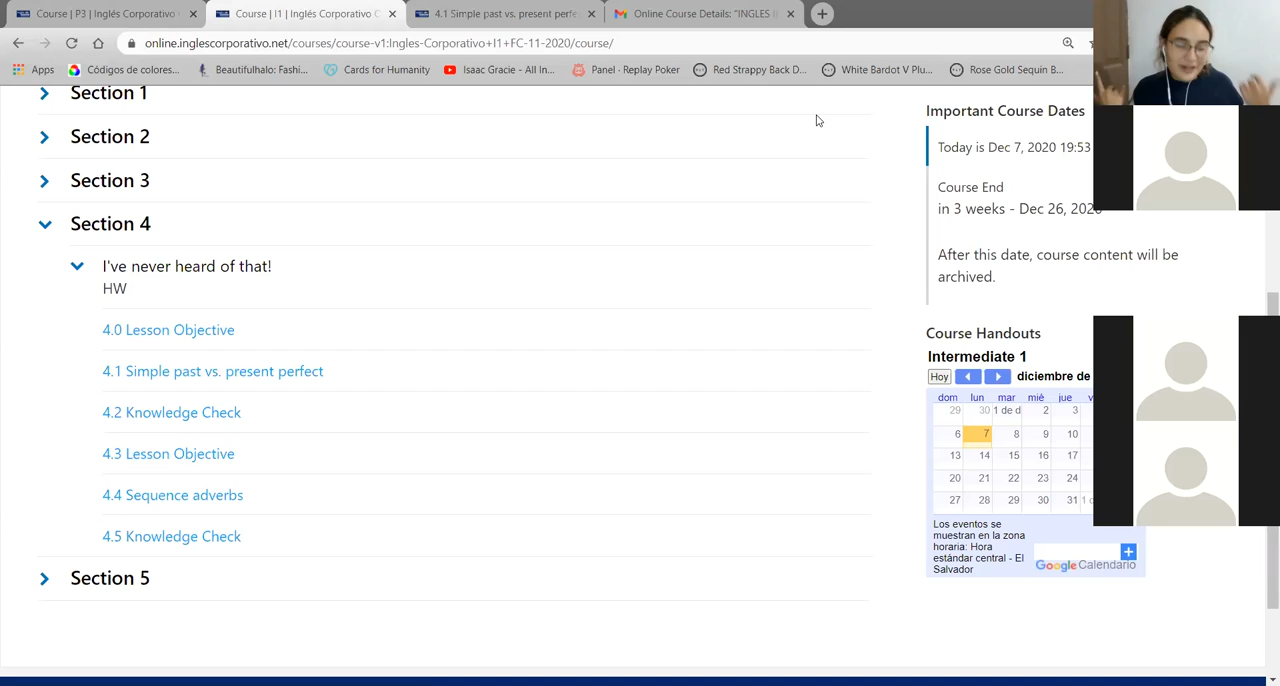 Course | P3 | Inglés Corporativo
Course | I1 | Inglés Corporativo C
4.1 Simple past vs. present perfe
Online Course Details: "INGLES I
online.inglescorporativo.net/courses/course-v1:Ingles-Corporativo+I1+FC-11-2020/course/
Apps
Códigos de colores...
Beautifulhalo: Fashi...
Cards for Humanity
Isaac Gracie - All In...
Panel · Replay Poker
Red Strappy Back D...
White Bardot V Plu...
Rose Gold Sequin B...
Section 1
Section 2
Section 3
Section 4
I've never heard of that!
HW
4.0 Lesson Objective
4.1 Simple past vs. present perfect
4.2 Knowledge Check
4.3 Lesson Objective
4.4 Sequence adverbs
4.5 Knowledge Check
Section 5
Important Course Dates
Today is Dec 7, 2020 19:53
Course End
in 3 weeks - Dec 26, 2020
After this date, course content will be
archived.
Course Handouts
Intermediate 1
Hoy diciembre de
dom lun mar mié jue v
29 30 1 de d 2 3
6 7 8 9 10
13 14 15 16 17
20 21 22 23 24
27 28 29 30 31 1
Los eventos se
muestran en la zona
horaria: Hora
estándar central - El
Salvador
Google Calendario